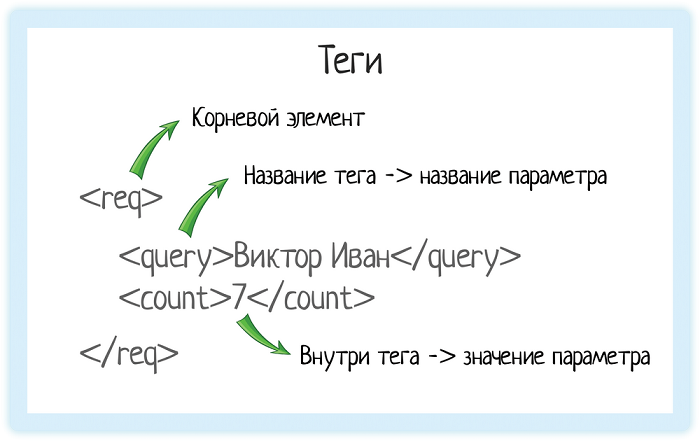 Теги
Корневой элемент
<req>
Название тега -> название параметра
<query>Виктор Иван</query>
<count>7</count>
</req>
Внутри тега -> значение параметра